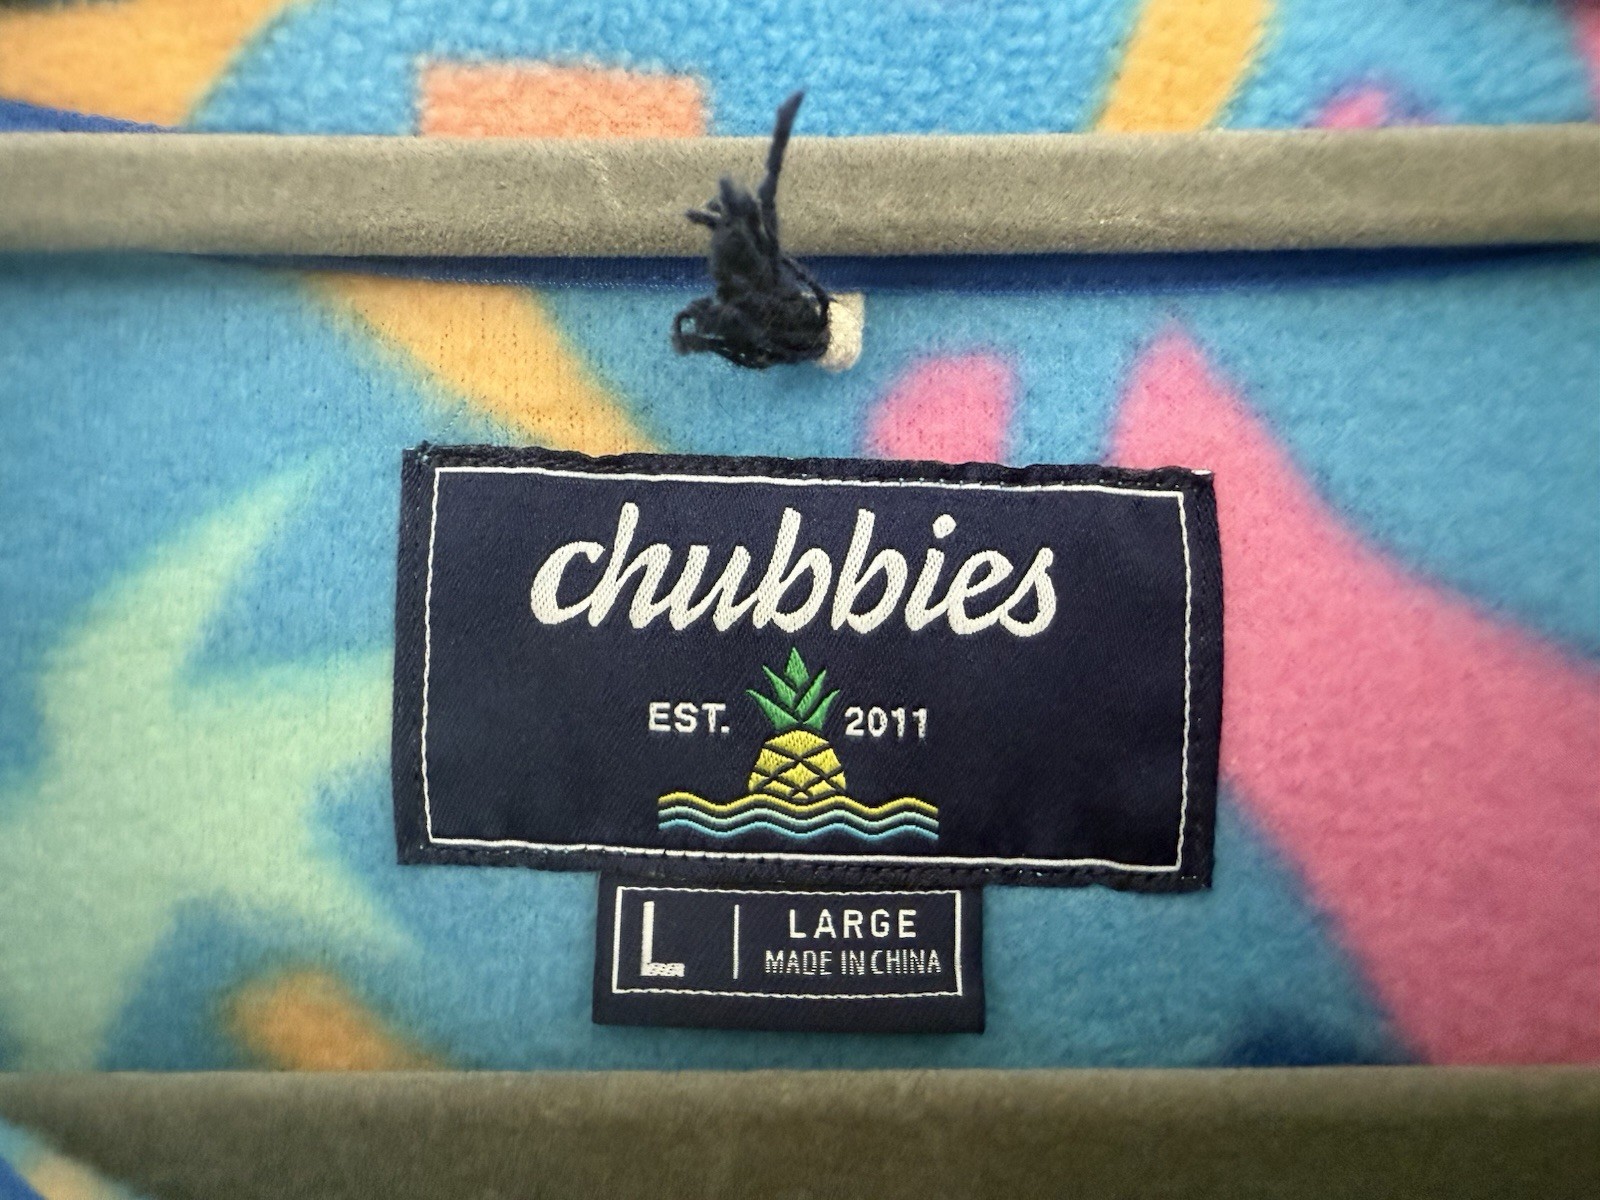 chubbies
EST. 2011
L LARGE
MADE IN CHINA